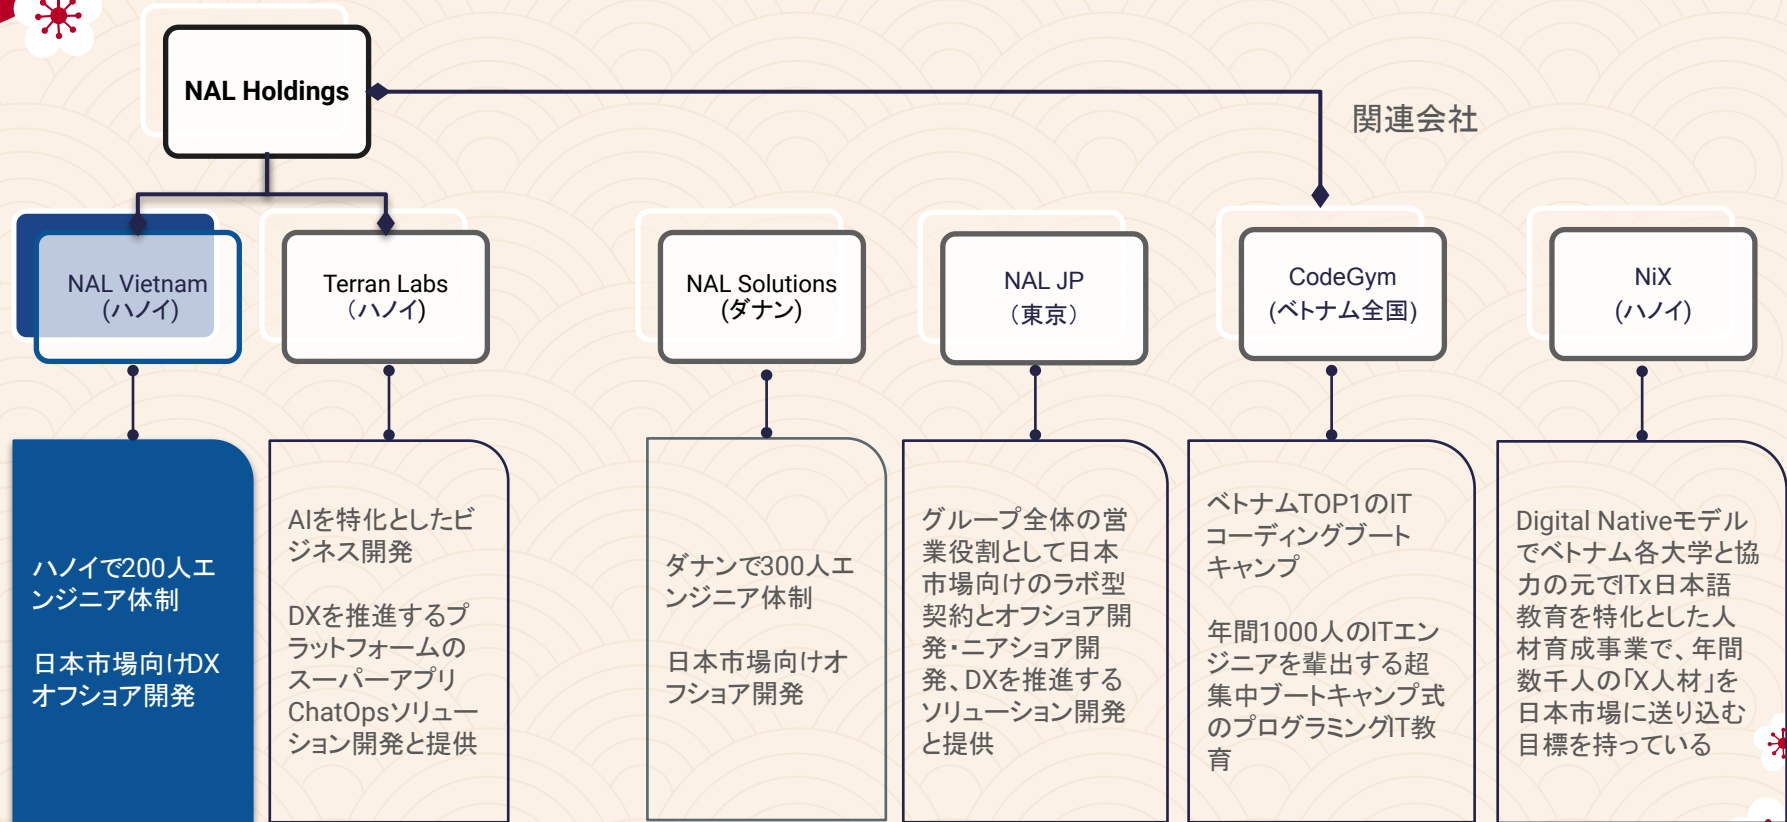 NAL Holdings
関連会社
NAL Vietnam
(ハノイ)
Terran Labs
（ハノイ)
NAL Solutions
(ダナン)
NAL JP
（東京）
CodeGym
(ベトナム全国)
NiX
(ハノイ)
ハノイで200人エ
ンジニア体制
日本市場向けDX
オフショア開発
AIを特化としたビ
ジネス開発
DXを推進するプ
ラットフォームの
スーパーアプリ
ChatOpsソリュー
ション開発と提供
ダナンで300人エ
ンジニア体制
日本市場向けオ
フショア開発
グループ全体の営
業役割として日本
市場向けのラボ型
契約とオフショア開
発・ニアショア開
発、DXを推進する
ソリューション開発
と提供
ベトナムTOP1のIT
コーディングブート
キャンプ
年間1000人のITエン
ジニアを輩出する超
集中ブートキャンプ式
のプログラミングIT教
育
Digital Nativeモデル
でベトナム各大学と協
力の元でITx日本語
教育を特化とした人
材育成事業で、年間
数千人の「X人材」を
日本市場に送り込む
目標を持っている